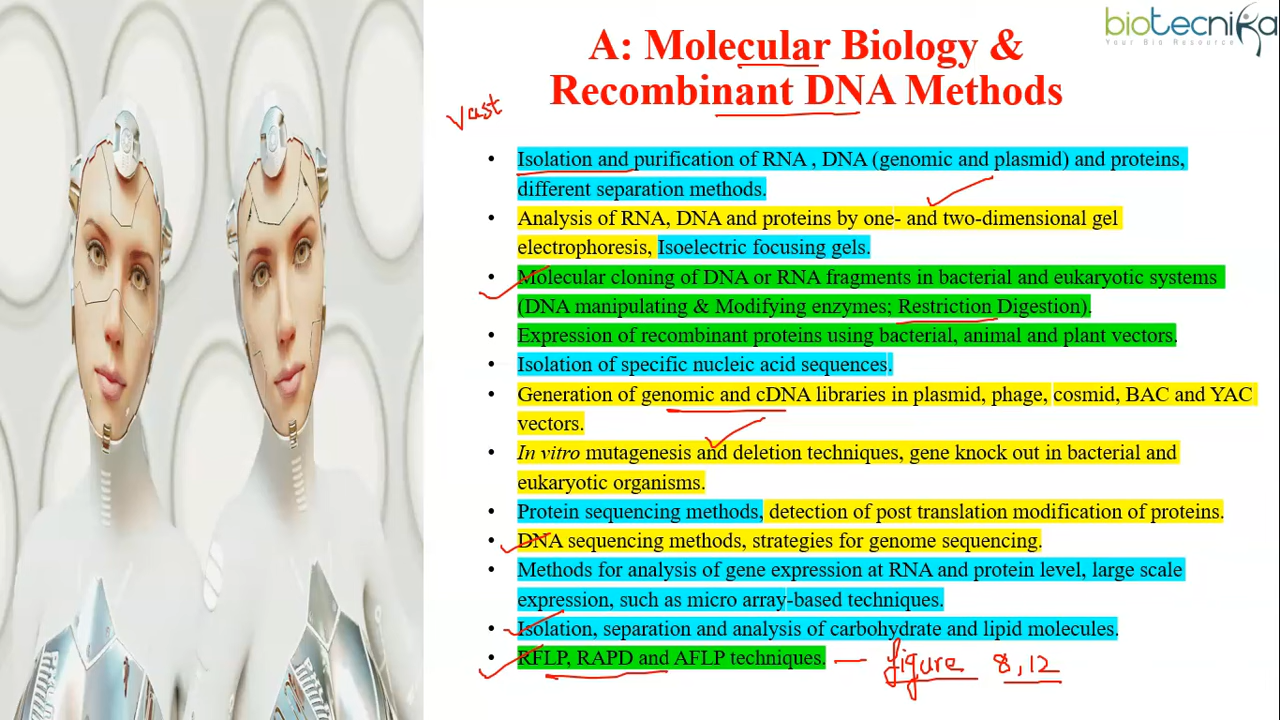 biotecnika
Your Bio Resource
A: Molecular Biology &
Recombinant DNA Methods
Vast
• Isolation and purification of RNA , DNA (genomic and plasmid) and proteins,
different separation methods.
• Analysis of RNA, DNA and proteins by one- and two-dimensional gel
electrophoresis, Isoelectric focusing gels.
• Molecular cloning of DNA or RNA fragments in bacterial and eukaryotic systems
(DNA manipulating & Modifying enzymes; Restriction Digestion).
• Expression of recombinant proteins using bacterial, animal and plant vectors.
• Isolation of specific nucleic acid sequences.
• Generation of genomic and cDNA libraries in plasmid, phage, cosmid, BAC and YAC
vectors.
• In vitro mutagenesis and deletion techniques, gene knock out in bacterial and
eukaryotic organisms.
• Protein sequencing methods, detection of post translation modification of proteins.
• DNA sequencing methods, strategies for genome sequencing.
• Methods for analysis of gene expression at RNA and protein level, large scale
expression, such as micro array-based techniques.
• Isolation, separation and analysis of carbohydrate and lipid molecules.
• RFLP, RAPD and AFLP techniques. — figure 8,12